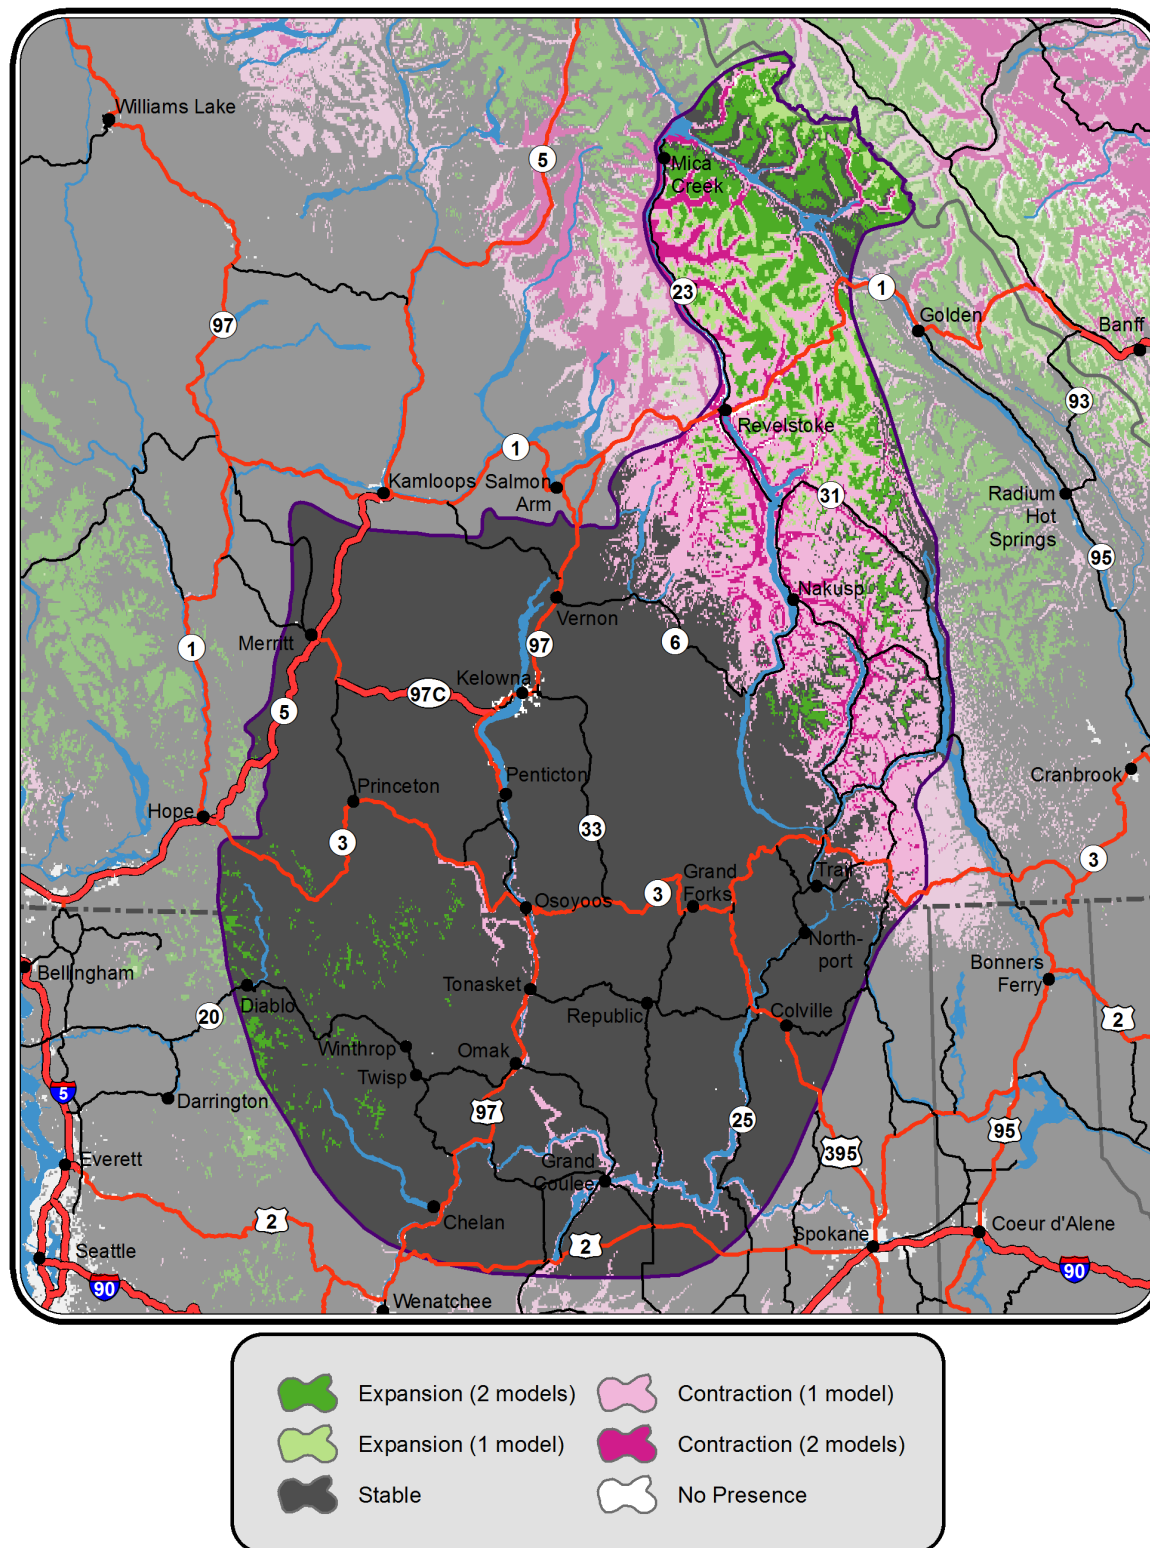 Williams Lake
5
Mica
Creek
97
23
1
Golden
Banff
93
Revelstoke
1
Kamloops
Salmon
Arm
31
Radium
Hot
Springs
95
Nakusp
Vernon
6
Merritt
1
97
Kelowna
97C
5
Penticton
Cranbrook
Princeton
Hope
3
33
3
Grand
Forks
Trail
3
Osoyoos
North-
port
Bellingham
Bonners
Ferry
Tonasket
Diablo
Republic
Colville
20
2
Winthrop
Omak
Twisp
5
Darrington
97
25
95
395
Everett
Grand
Coulee
Chelan
2
Coeur d'Alene
Spokane
2
Seattle
90
90
Wenatchee
Expansion (2 models)
Contraction (1 model)
Expansion (1 model)
Contraction (2 models)
Stable
No Presence